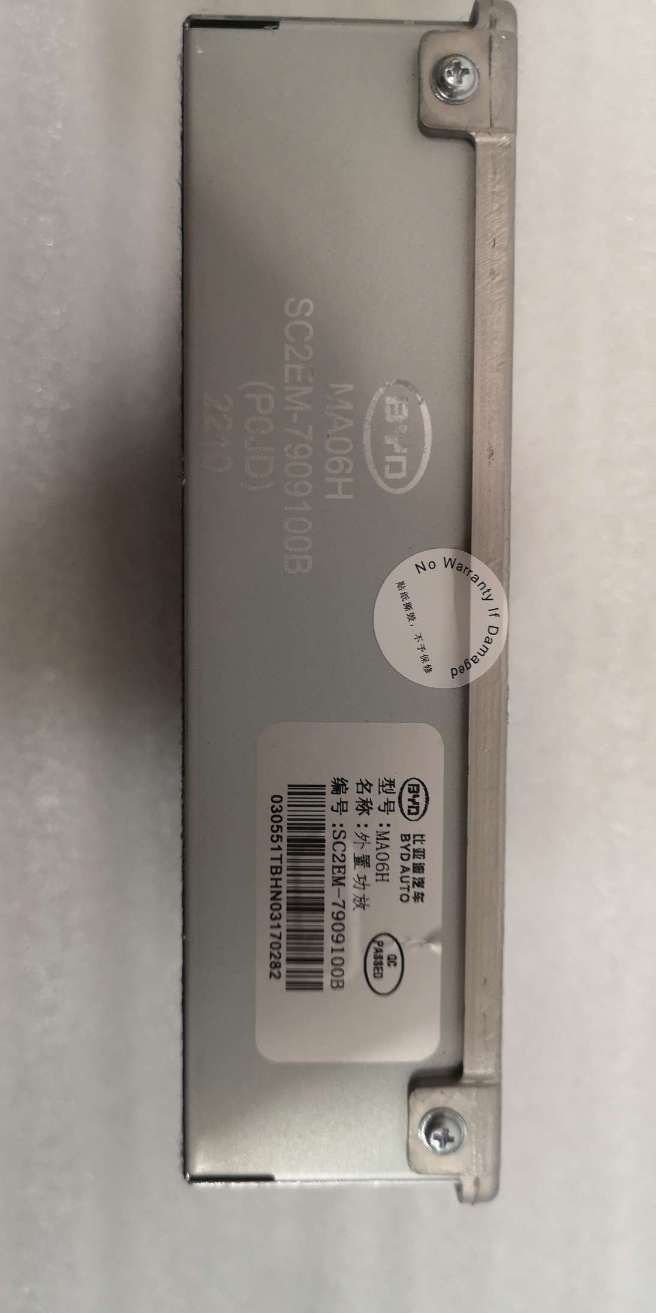 BYD
MA06H
SC2EM-7909100B
(P0JD)
2210
No Warranty If Damaged
贴纸撕毁，不予保修
BYD
比亚迪汽车
BYD AUTO
型号:MA06H
名称:外置功放
编号:SC2EM-7909100B
QC
PASSED
030551TBHN03170282